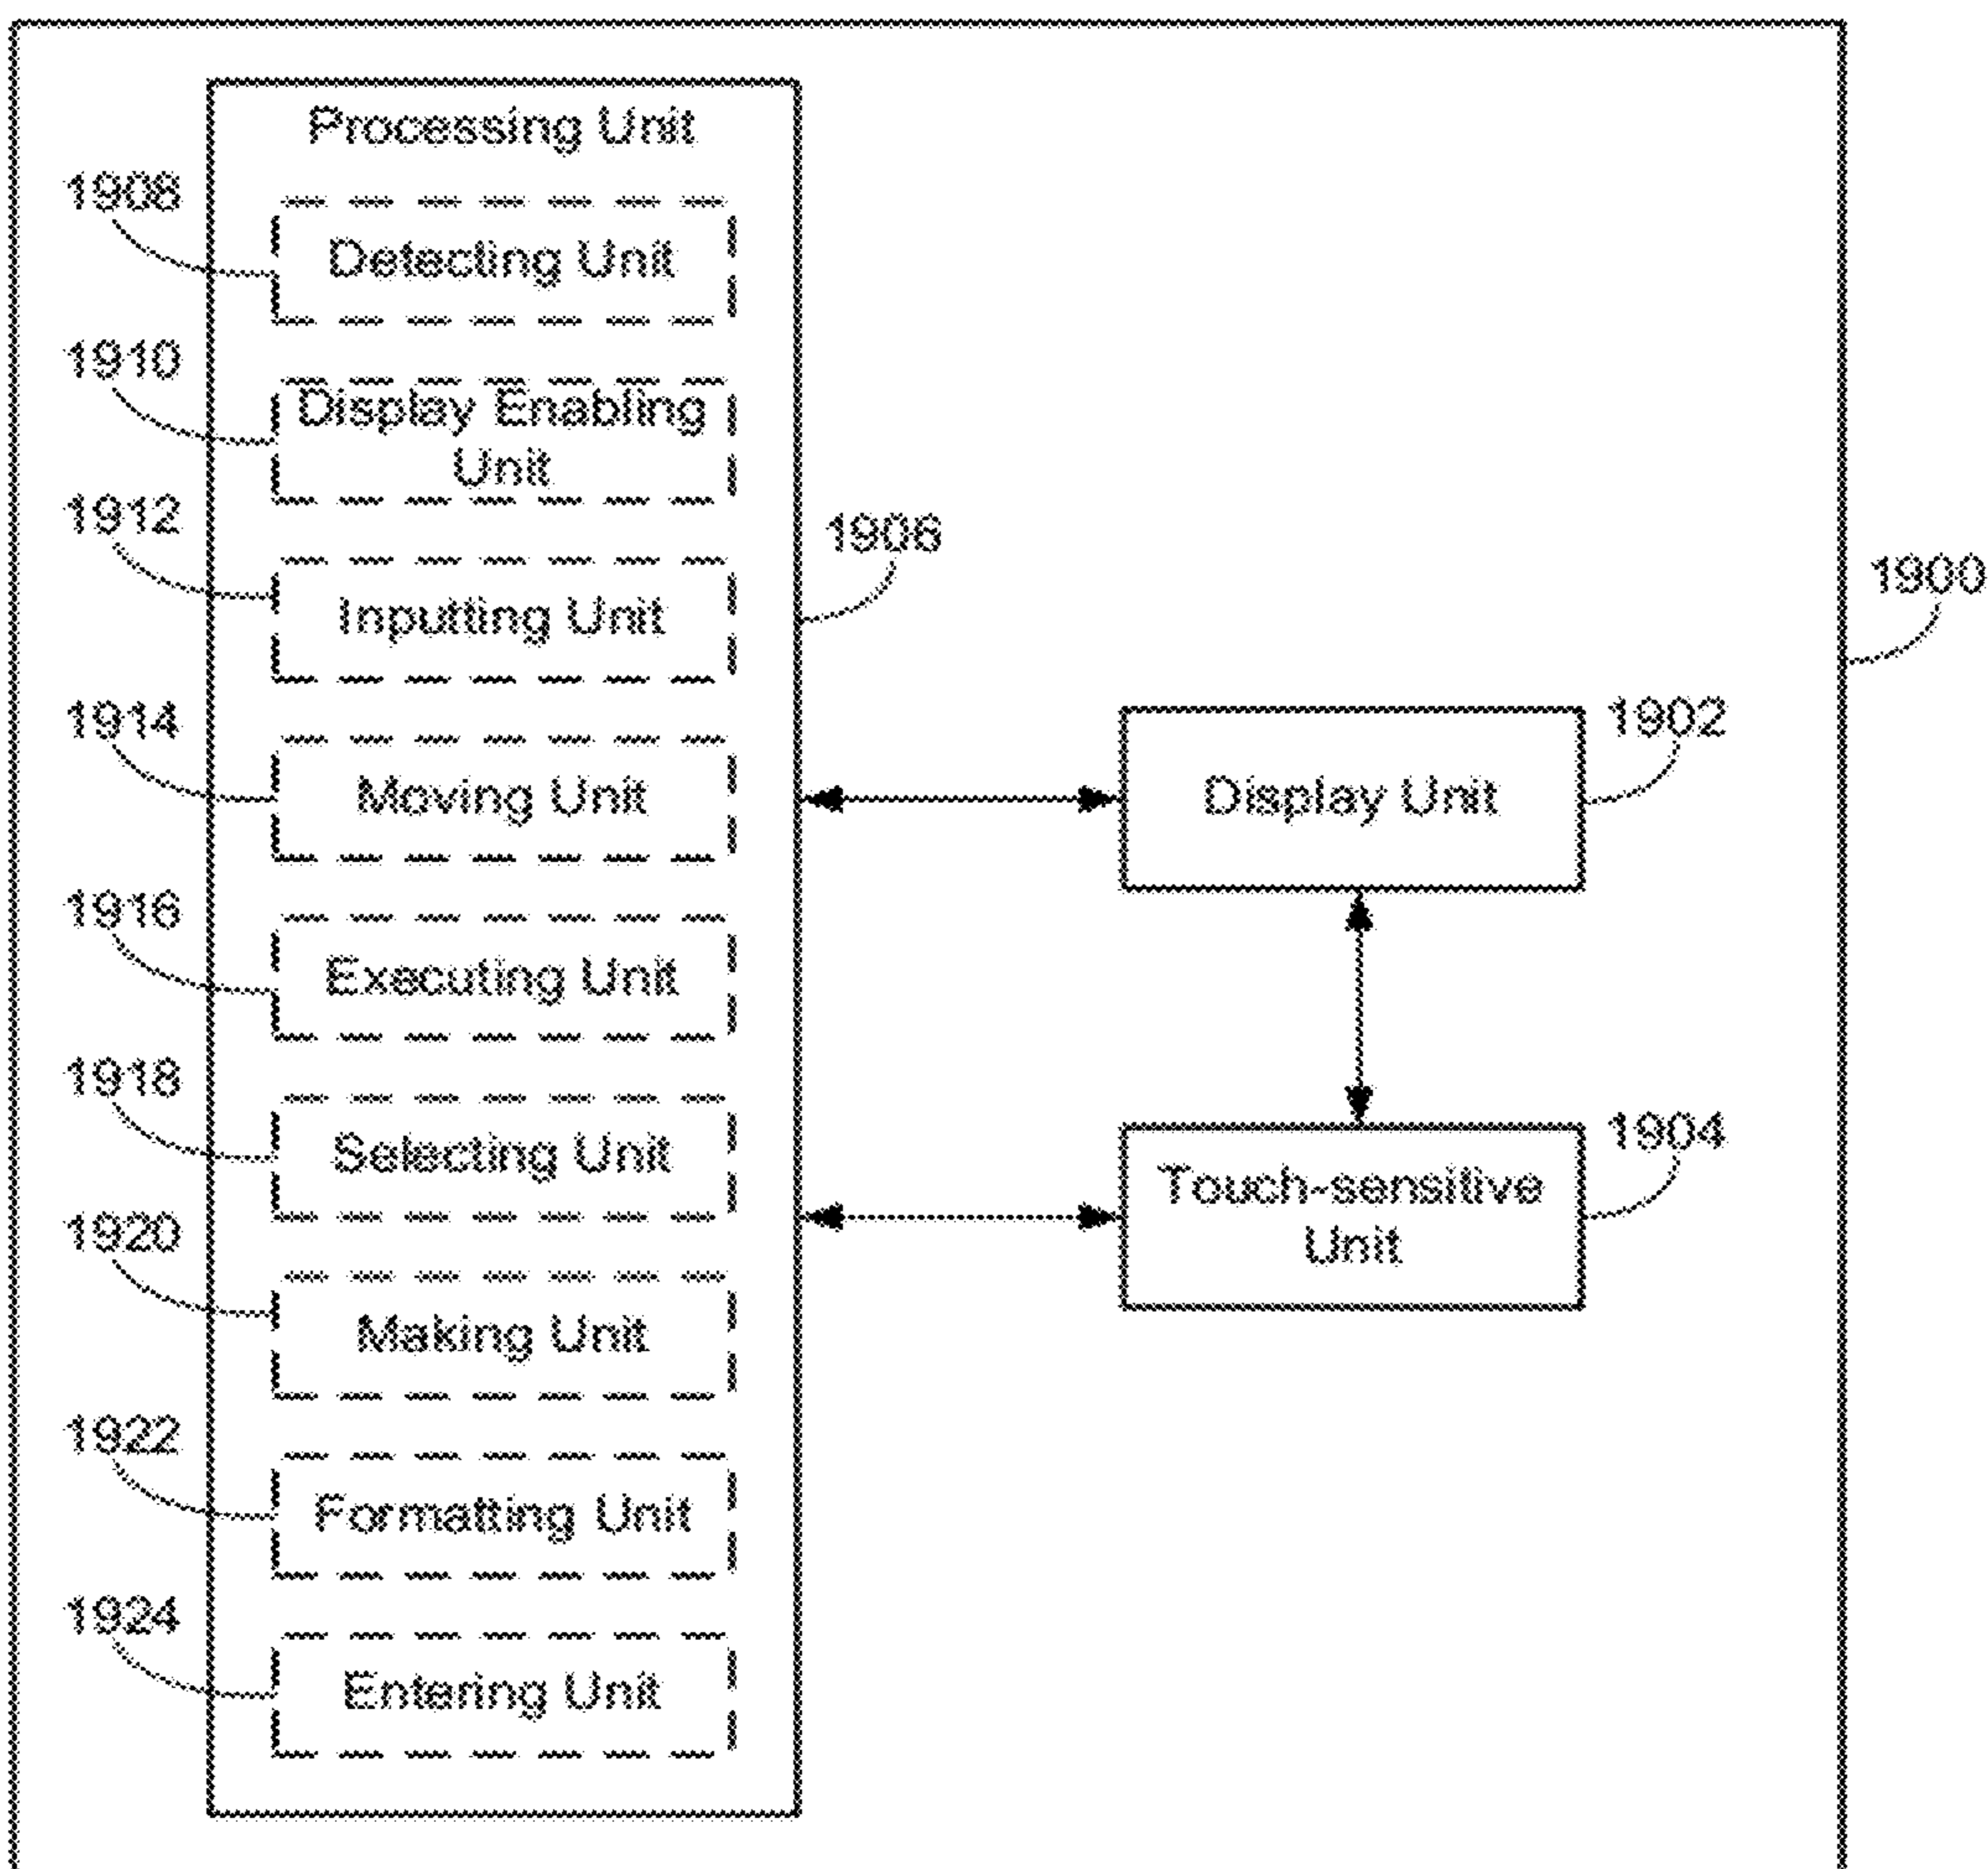 Processing Unit
1908
Detecting Unit
1910
Display Enabling
Unit
1912
Inputting Unit
1906
1900
1914
Moving Unit
1902
Display Unit
1916
Executing Unit
1918
Selecting Unit
1904
Touch-sensitive
Unit
1920
Making Unit
1922
Formatting Unit
1924
Entering Unit